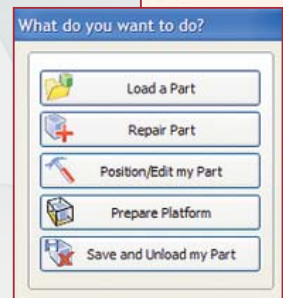 What do you want to do?
Load a Part
Repair Part
Position/Edit my Part
Prepare Platform
Save and Unload my Part